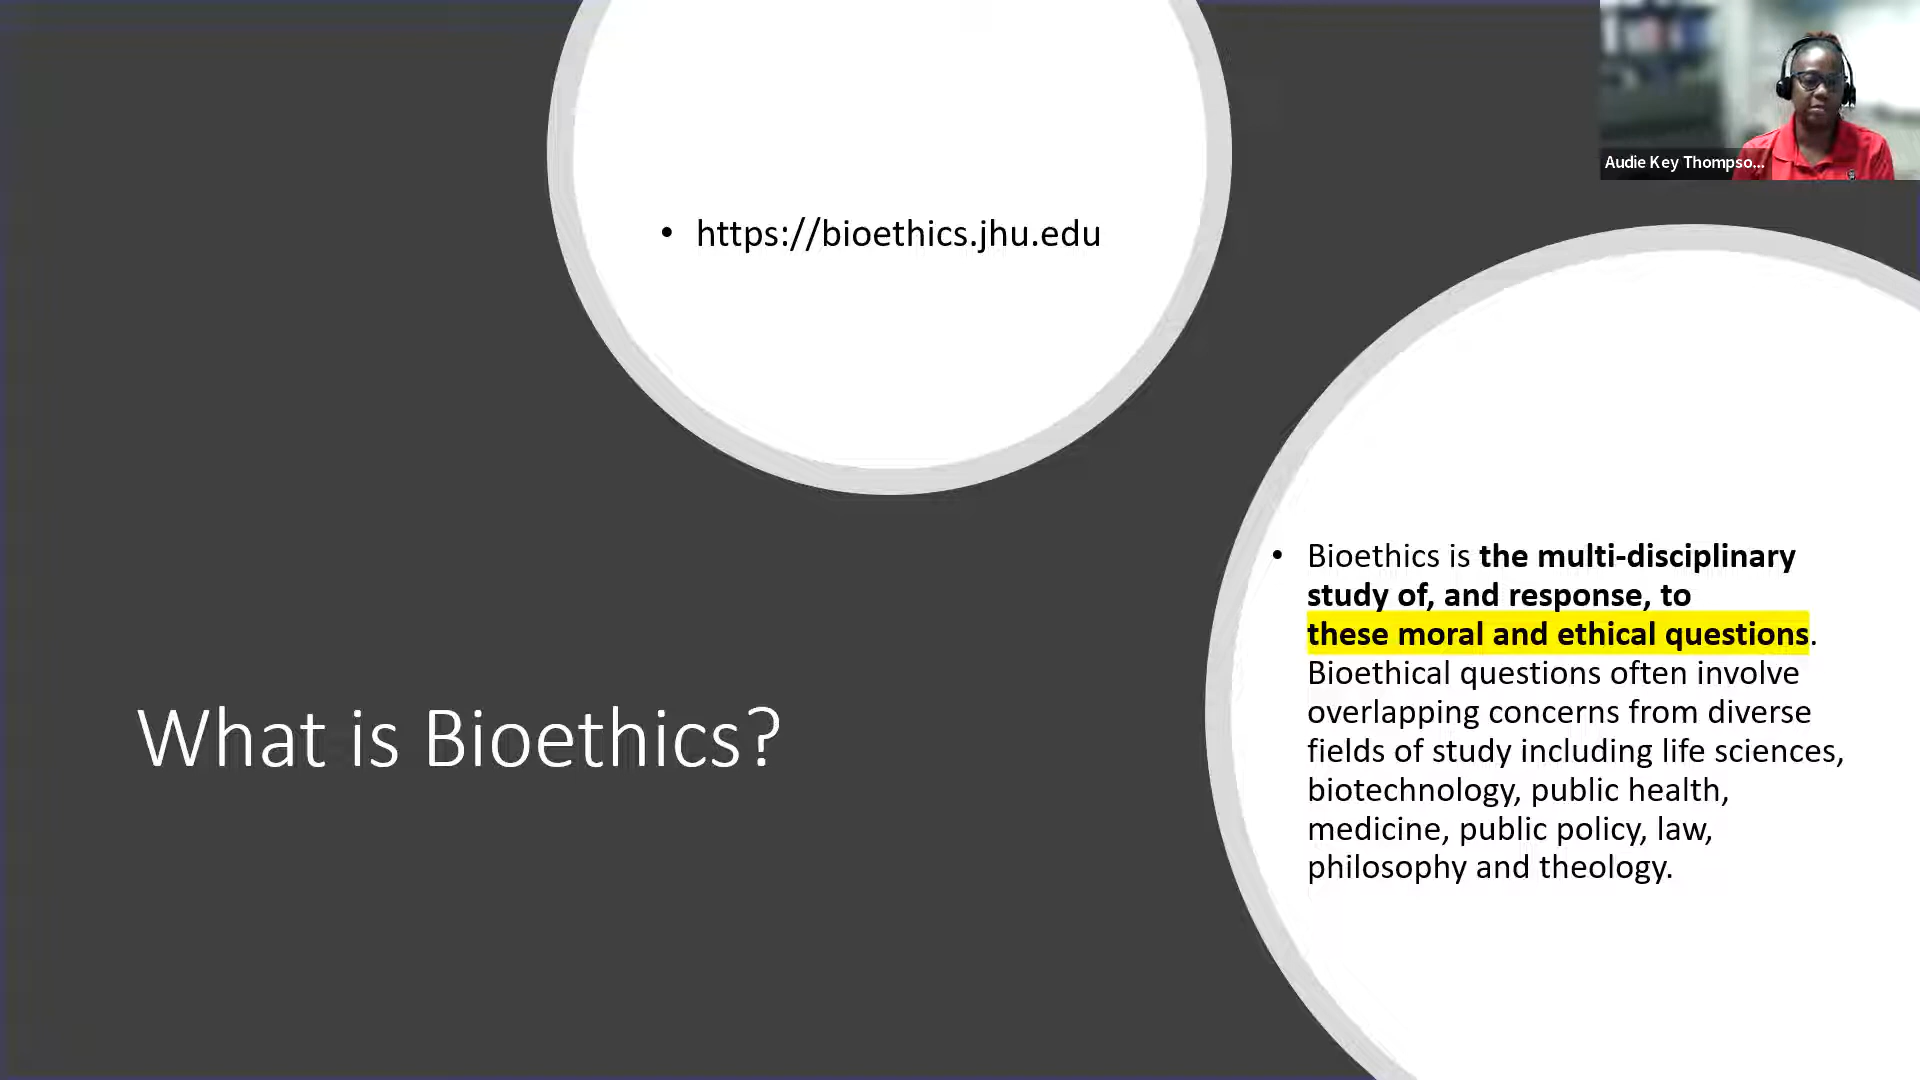 Audie Key Thompso...
• https://bioethics.jhu.edu
• Bioethics is the multi-disciplinary
study of, and response, to
these moral and ethical questions.
Bioethical questions often involve
overlapping concerns from diverse
fields of study including life sciences,
biotechnology, public health,
medicine, public policy, law,
philosophy and theology.
What is Bioethics?